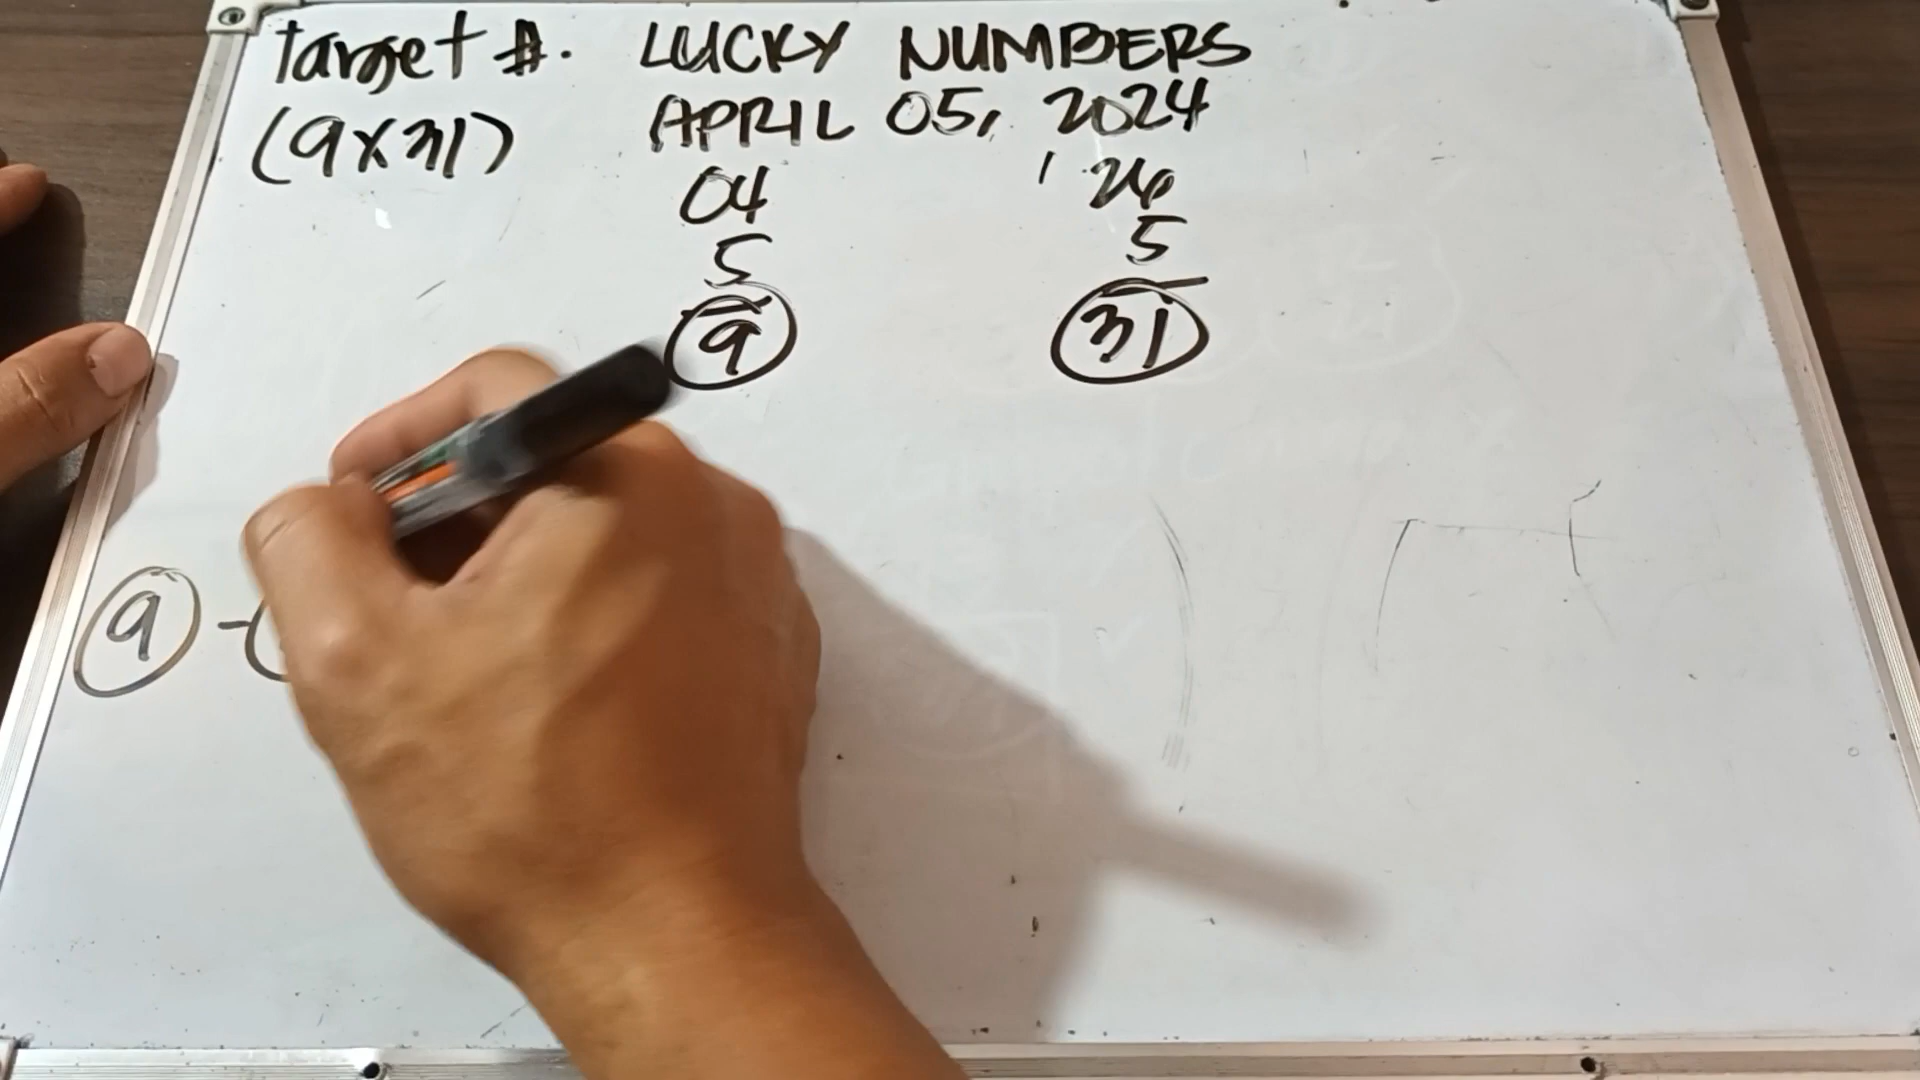 Target #. LUCKY NUMBERS
(9x31) APRIL 05, 2024
04 26
5 5
9 31
9 -